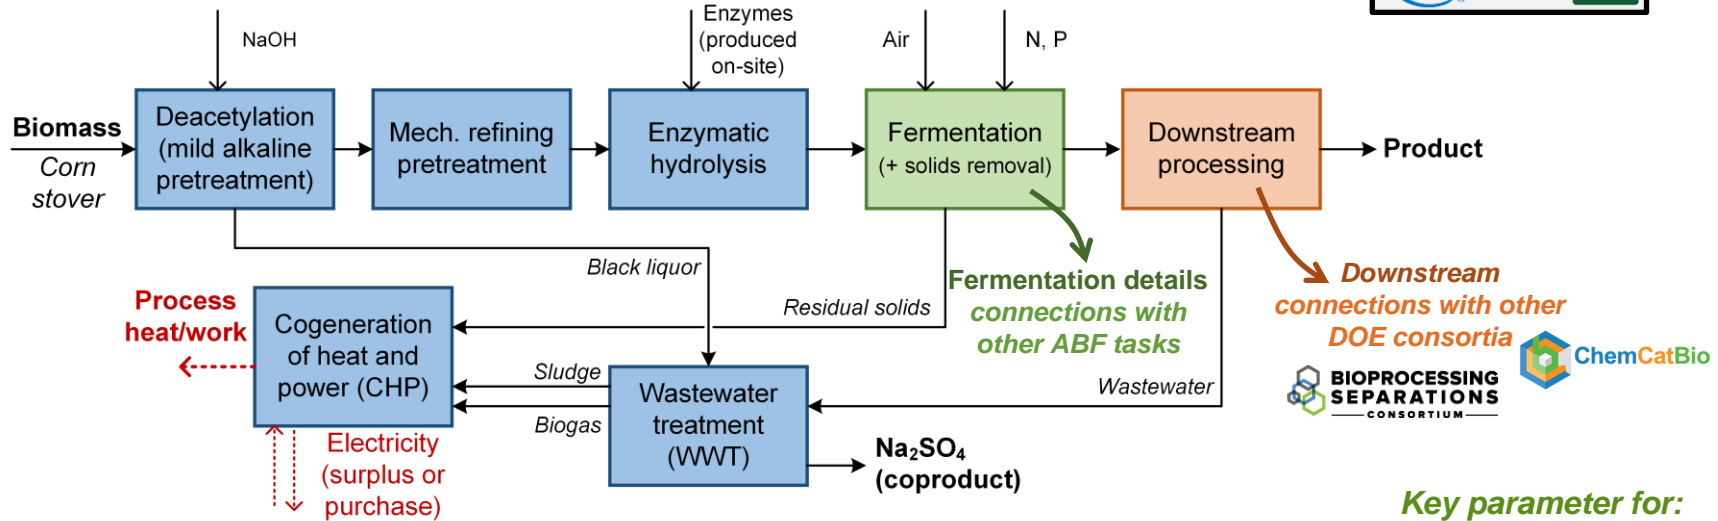 NaOH
Enzymes
(produced
on-site)
Air
N, P
Biomass
Corn
stover
Deacetylation
(mild alkaline
pretreatment)
Mech. refining
pretreatment
Enzymatic
hydrolysis
Fermentation
(+ solids removal)
Downstream
processing
Product
Black liquor
Residual solids
Fermentation details
connections with
other ABF tasks
Downstream
connections with other
DOE consortia
ChemCatBio
BIOPROCESSING
SEPARATIONS
CONSORTIUM
Process
heat/work
Cogeneration
of heat and
power (CHP)
Sludge
Biogas
Wastewater
treatment
(WWT)
Wastewater
Na₂SO₄
(coproduct)
Electricity
(surplus or
purchase)
Key parameter for: